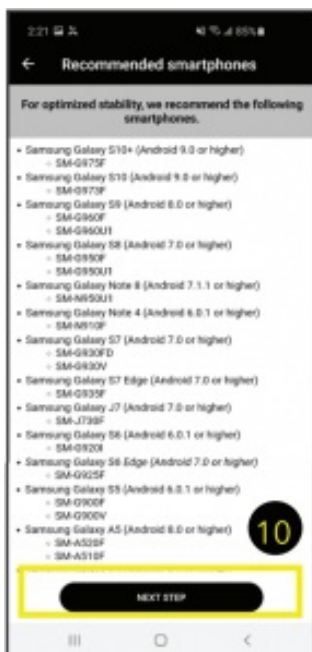 2:21
85%
Recommended smartphones
For optimized stability, we recommend the following
smartphones.
• Samsung Galaxy S10+ (Android 9.0 or higher)
◦ SM-G975F
• Samsung Galaxy S10 (Android 9.0 or higher)
◦ SM-G973F
• Samsung Galaxy S9 (Android 8.0 or higher)
◦ SM-G960F
◦ SM-G960U1
• Samsung Galaxy S8 (Android 7.0 or higher)
◦ SM-G950F
◦ SM-G950U1
• Samsung Galaxy Note 8 (Android 7.1.1 or higher)
◦ SM-N950U1
• Samsung Galaxy Note 4 (Android 6.0.1 or higher)
◦ SM-N910F
• Samsung Galaxy S7 (Android 7.0 or higher)
◦ SM-G930FD
◦ SM-G930V
• Samsung Galaxy S7 Edge (Android 7.0 or higher)
◦ SM-G935F
• Samsung Galaxy J7 (Android 7.0 or higher)
◦ SM-J730F
• Samsung Galaxy S6 (Android 6.0.1 or higher)
◦ SM-G920I
• Samsung Galaxy S6 Edge (Android 7.0 or higher)
◦ SM-G925F
• Samsung Galaxy S5 (Android 6.0.1 or higher)
◦ SM-G900F
◦ SM-G900V
• Samsung Galaxy A5 (Android 8.0 or higher)
◦ SM-A520F
◦ SM-A510F
10
NEXT STEP